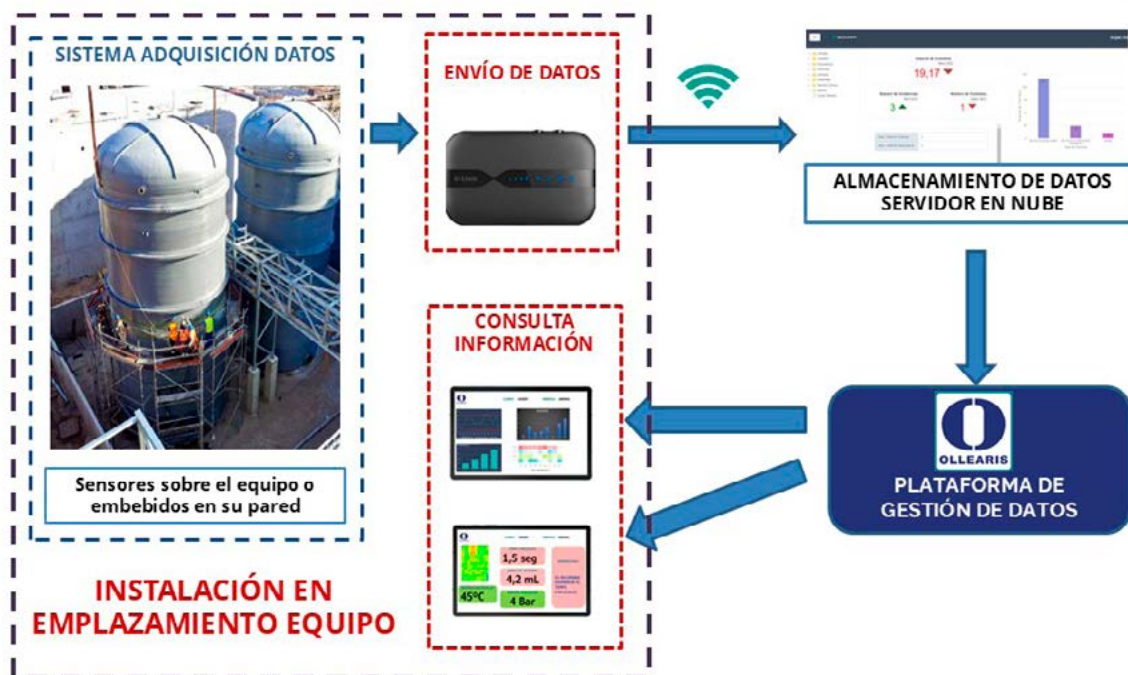 SISTEMA ADQUISICIÓN DATOS
Sensores sobre el equipo o
embebidos en su pared
INSTALACIÓN EN
EMPLAZAMIENTO EQUIPO
ENVÍO DE DATOS
D-Link
CONSULTA
INFORMACIÓN
1,5 seg
4,2 mL
45ºC
4 Bar
19,17
3
1
ALMACENAMIENTO DE DATOS
SERVIDOR EN NUBE
OLLEARIS
PLATAFORMA DE
GESTIÓN DE DATOS